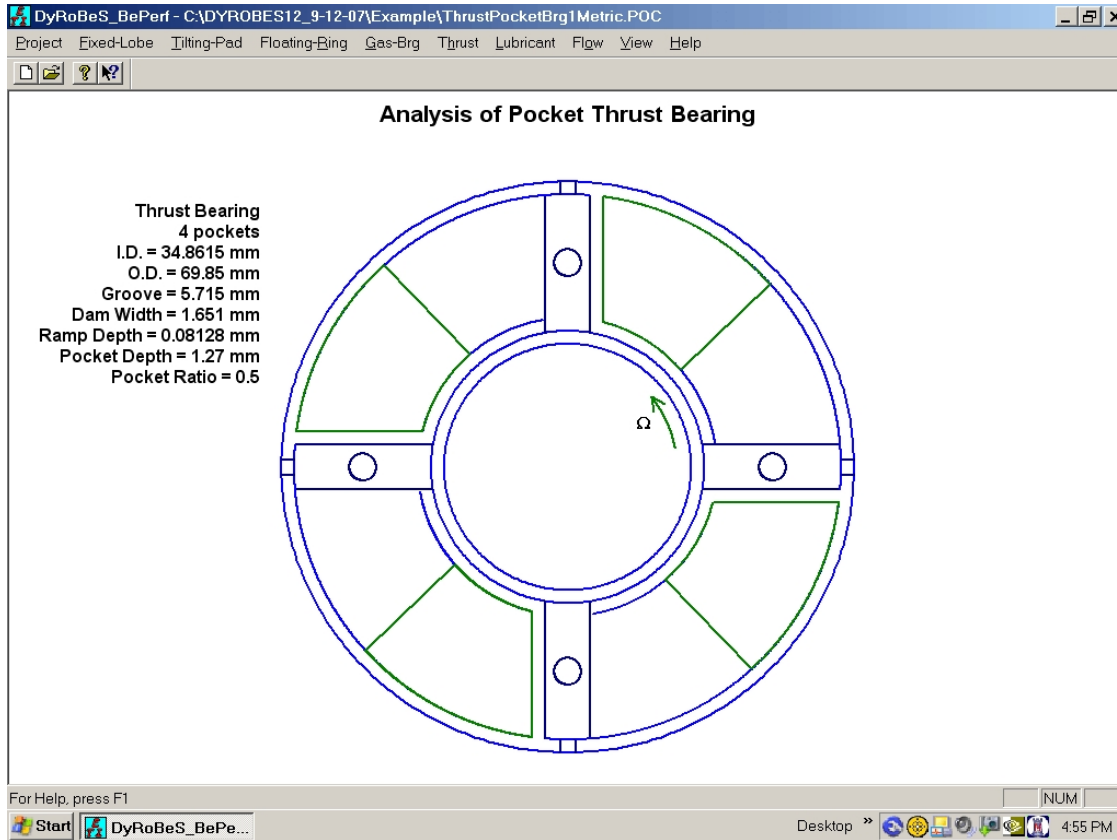 DyRoBeS_BePerf - C:\DYROBES12_9-12-07\Example\ThrustPocketBrg1Metric.POC
Project Fixed-Lobe Tilting-Pad Floating-Ring Gas-Brg Thrust Lubricant Flow View Help
Analysis of Pocket Thrust Bearing
Thrust Bearing
4 pockets
I.D. = 34.8615 mm
O.D. = 69.85 mm
Groove = 5.715 mm
Dam Width = 1.651 mm
Ramp Depth = 0.08128 mm
Pocket Depth = 1.27 mm
Pocket Ratio = 0.5
Ω
For Help, press F1
NUM
Start
DyRoBeS_BePe...
Desktop »
4:55 PM